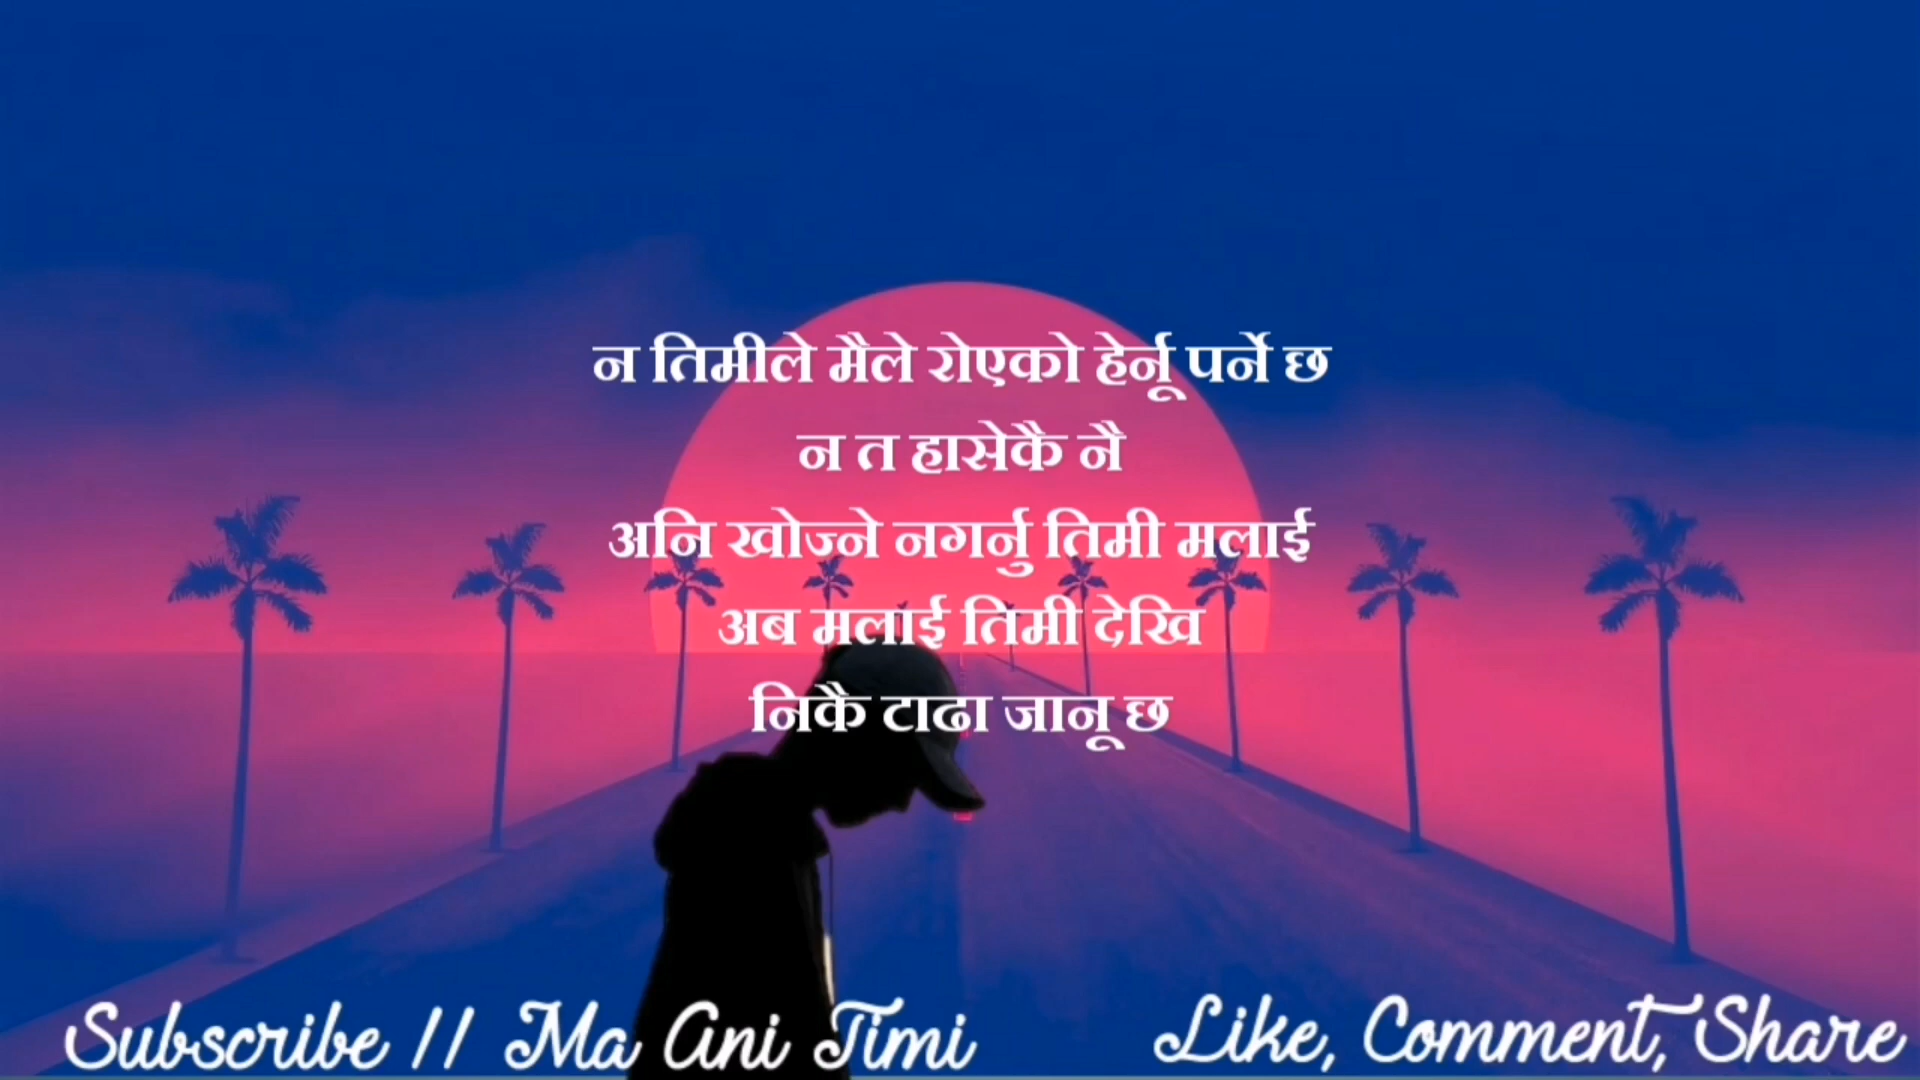 न तिमीले मैले रोएको हेर्नू पर्ने छ
न त हासेकै नै
अनि खोज्ने नगर्नु तिमी मलाई
अब मलाई तिमी देखि
निकै टाढा जानू छ
Subscribe // Ma Ani Timi
Like, Comment, Share